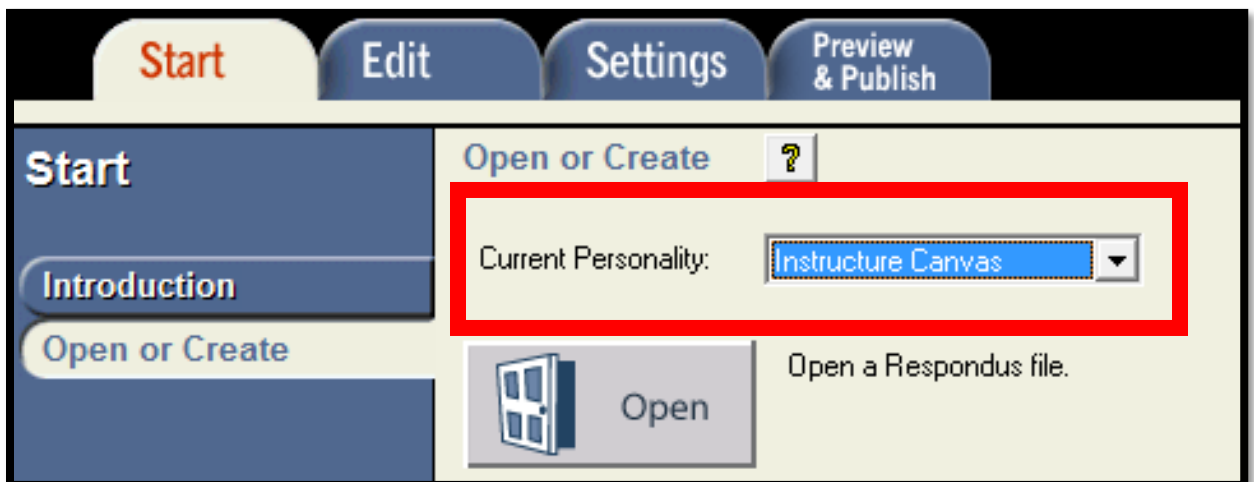 Start
Edit
Settings
Preview
& Publish
Start
Introduction
Open or Create
Open or Create ?
Current Personality: Instructure Canvas
Open
Open a Respondus file.